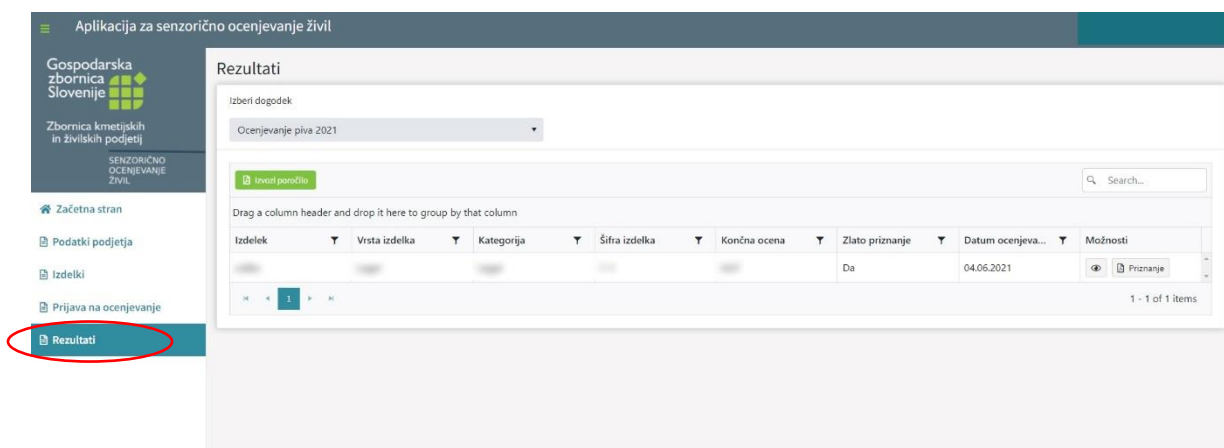 Aplikacija za senzorično ocenjevanje živil
Gospodarska
zbornica
Slovenije
Zbornica kmetijskih
in živilskih podjetij
SENZORIČNO
OCENJEVANJE
ŽIVIL
Začetna stran
Podatki podjetja
Izdelki
Prijava na ocenjevanje
Rezultati
Rezultati
Izberi dogodek
Ocenjevanje piva 2021
Izvozi poročilo
Search...
Drag a column header and drop it here to group by that column
Izdelek Vrsta izdelka Kategorija Šifra izdelka Končna ocena Zlato priznanje Datum ocenjeva... Možnosti
Da 04.06.2021 Priznanje
1
1 - 1 of 1 items